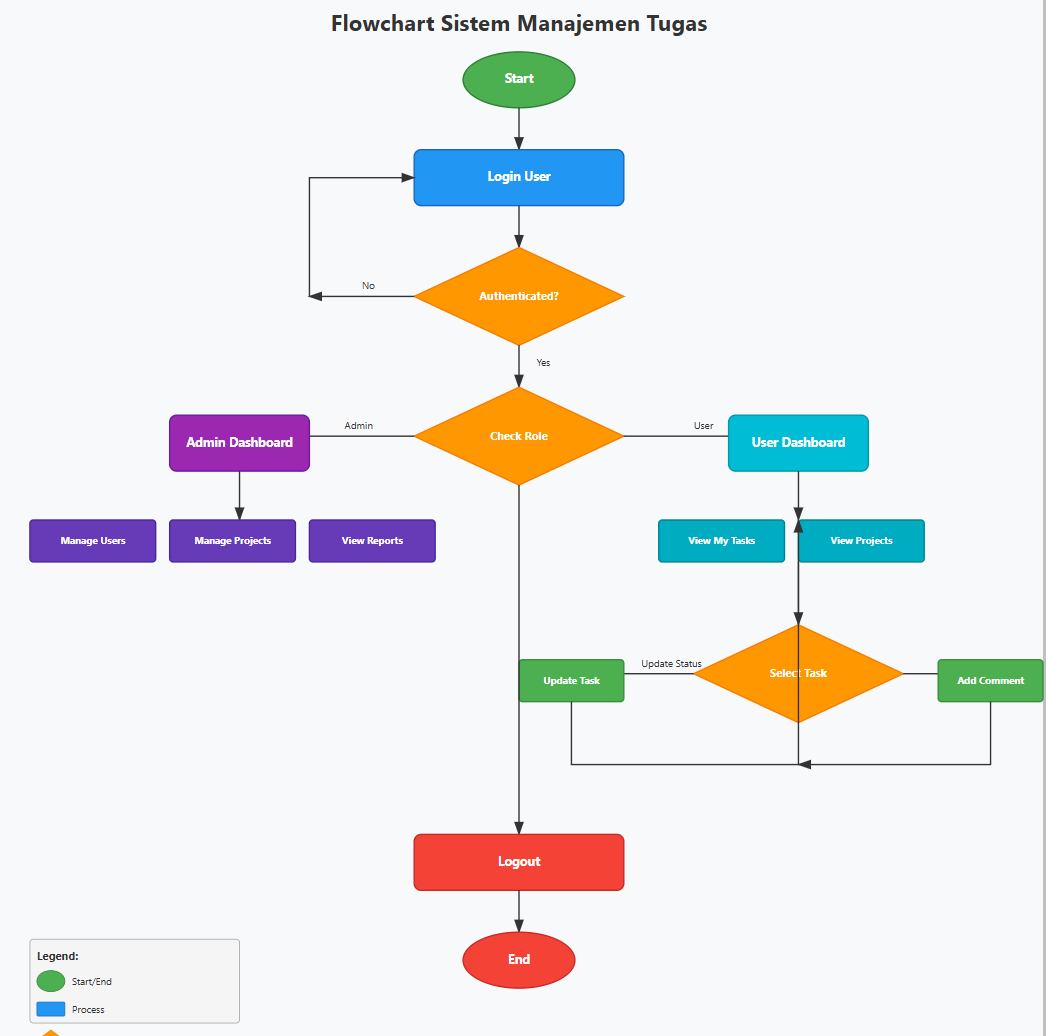 Flowchart Sistem Manajemen Tugas
Start
Login User
Authenticated?
No
Yes
Check Role
Admin
User
Admin Dashboard
User Dashboard
Manage Users
Manage Projects
View Reports
View My Tasks
View Projects
Update Status
Select Task
Update Task
Add Comment
Logout
End
Legend:
Start/End
Process